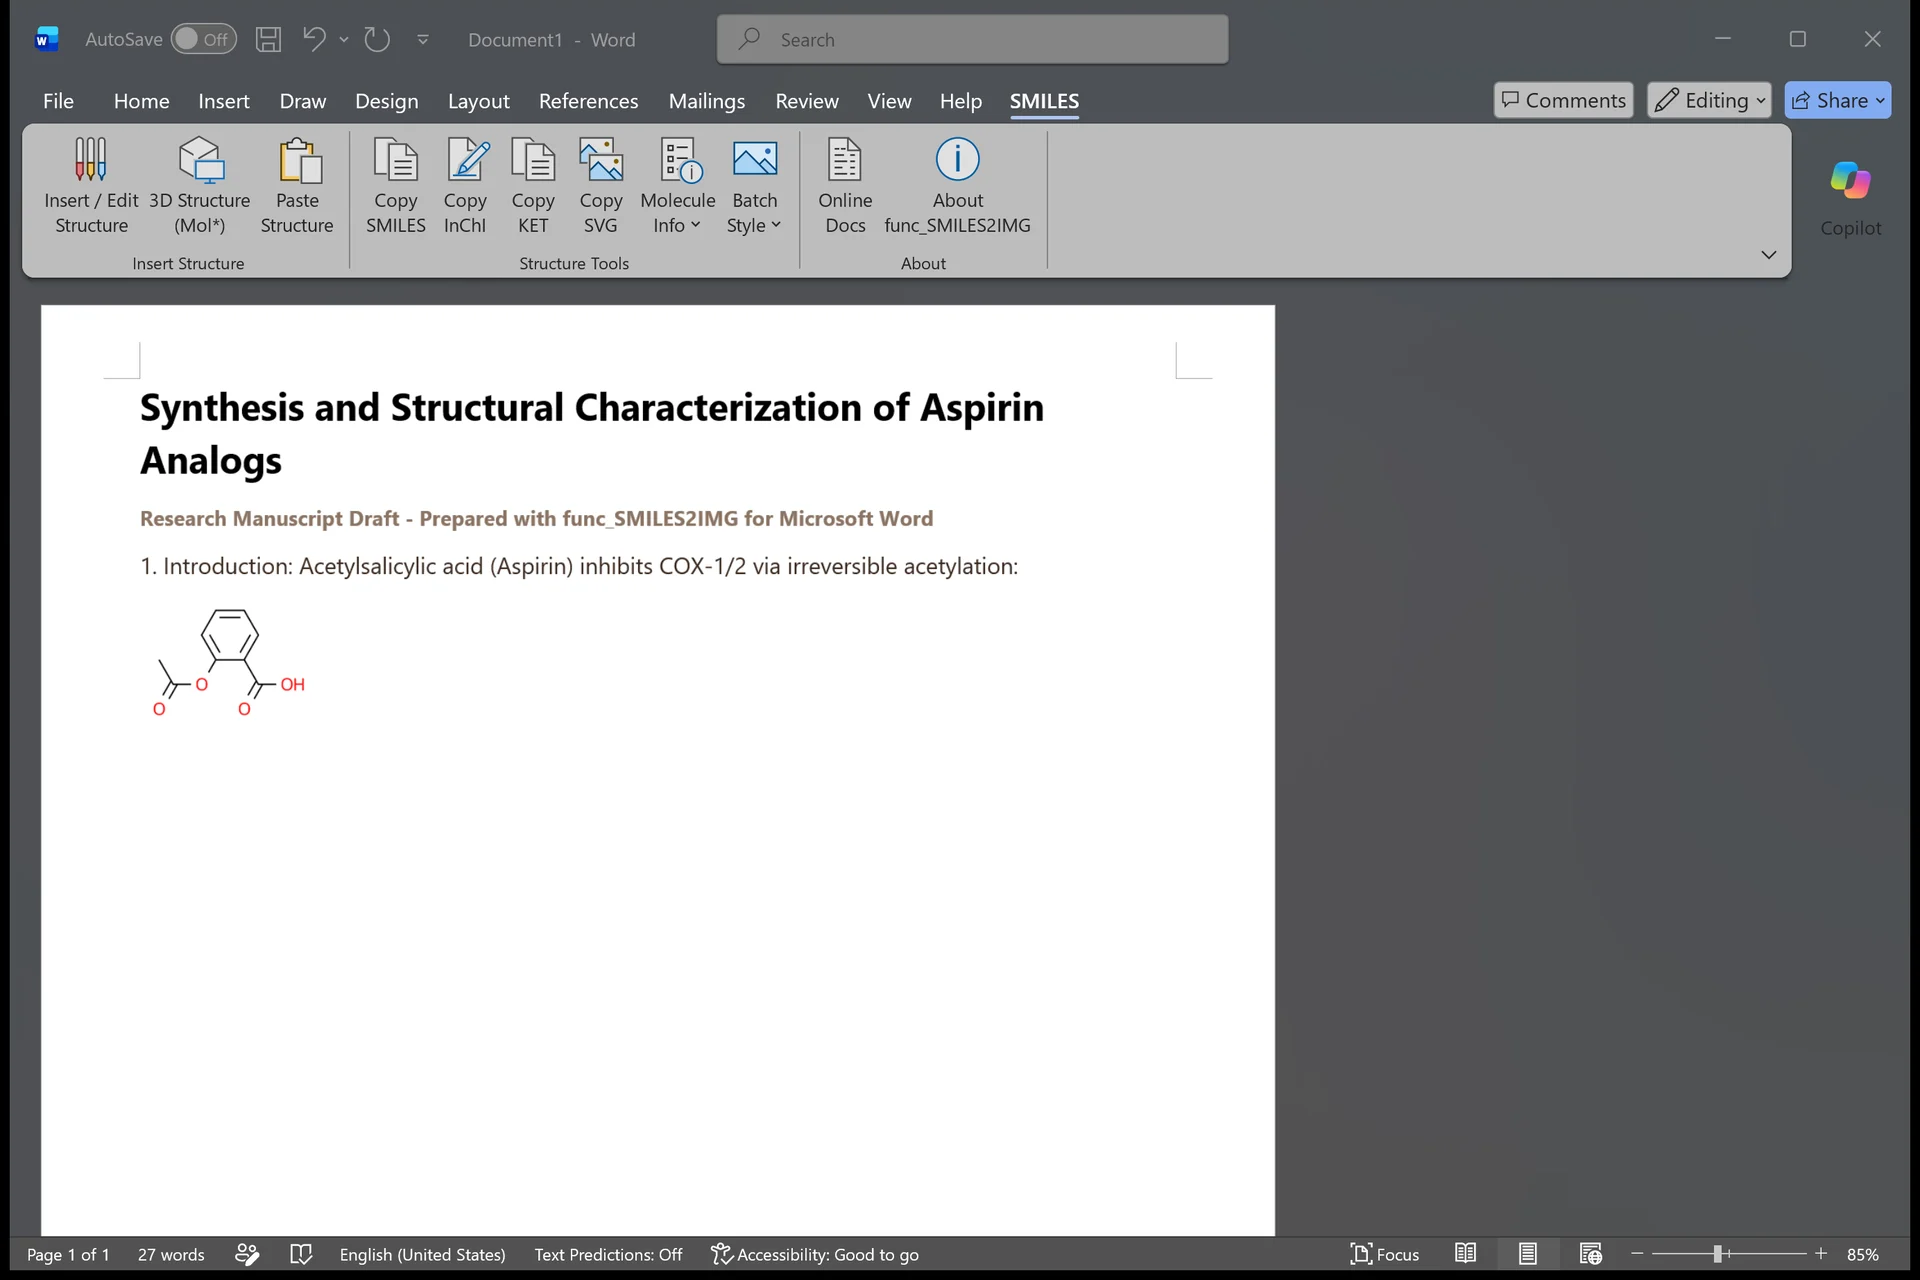 AutoSave Off Document1 - Word Search
File Home Insert Draw Design Layout References Mailings Review View Help SMILES Comments Editing Share
Insert / Edit Structure
3D Structure (Mol*)
Paste Structure
Copy SMILES
Copy InChI
Copy KET
Copy SVG
Molecule Info
Batch Style
Online Docs
About func_SMILES2IMG
Copilot
Insert Structure Structure Tools About
Synthesis and Structural Characterization of Aspirin
Analogs
Research Manuscript Draft - Prepared with func_SMILES2IMG for Microsoft Word
1. Introduction: Acetylsalicylic acid (Aspirin) inhibits COX-1/2 via irreversible acetylation:
O OH
O O
Page 1 of 1 27 words English (United States) Text Predictions: Off Accessibility: Good to go Focus 85%